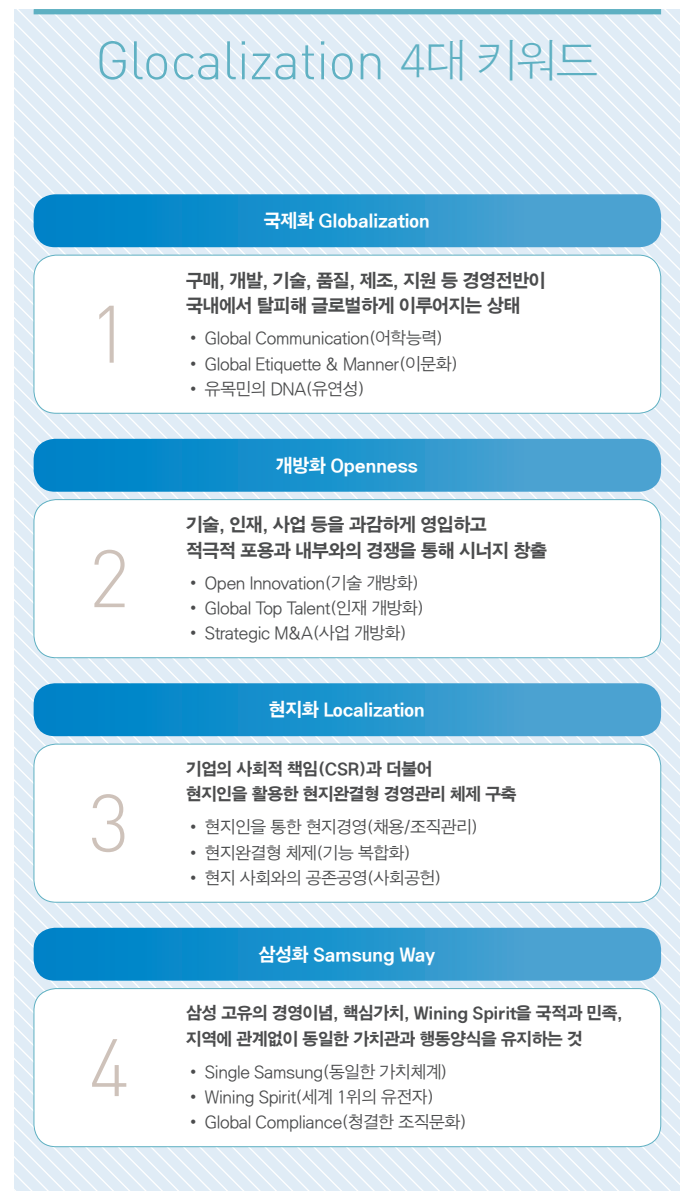 Glocalization 4대 키워드
국제화 Globalization
1
구매, 개발, 기술, 품질, 제조, 지원 등 경영전반이
국내에서 탈피해 글로벌하게 이루어지는 상태
• Global Communication(어학능력)
• Global Etiquette & Manner(이문화)
• 유목민의 DNA(유연성)
개방화 Openness
2
기술, 인재, 사업 등을 과감하게 영입하고
적극적 포용과 내부와의 경쟁을 통해 시너지 창출
• Open Innovation(기술 개방화)
• Global Top Talent(인재 개방화)
• Strategic M&A(사업 개방화)
현지화 Localization
3
기업의 사회적 책임(CSR)과 더불어
현지인을 활용한 현지완결형 경영관리 체제 구축
• 현지인을 통한 현지경영(채용/조직관리)
• 현지완결형 체제(기능 복합화)
• 현지 사회와의 공존공영(사회공헌)
삼성화 Samsung Way
4
삼성 고유의 경영이념, 핵심가치, Wining Spirit을 국적과 민족,
지역에 관계없이 동일한 가치관과 행동양식을 유지하는 것
• Single Samsung(동일한 가치체계)
• Wining Spirit(세계 1위의 유전자)
• Global Compliance(청결한 조직문화)